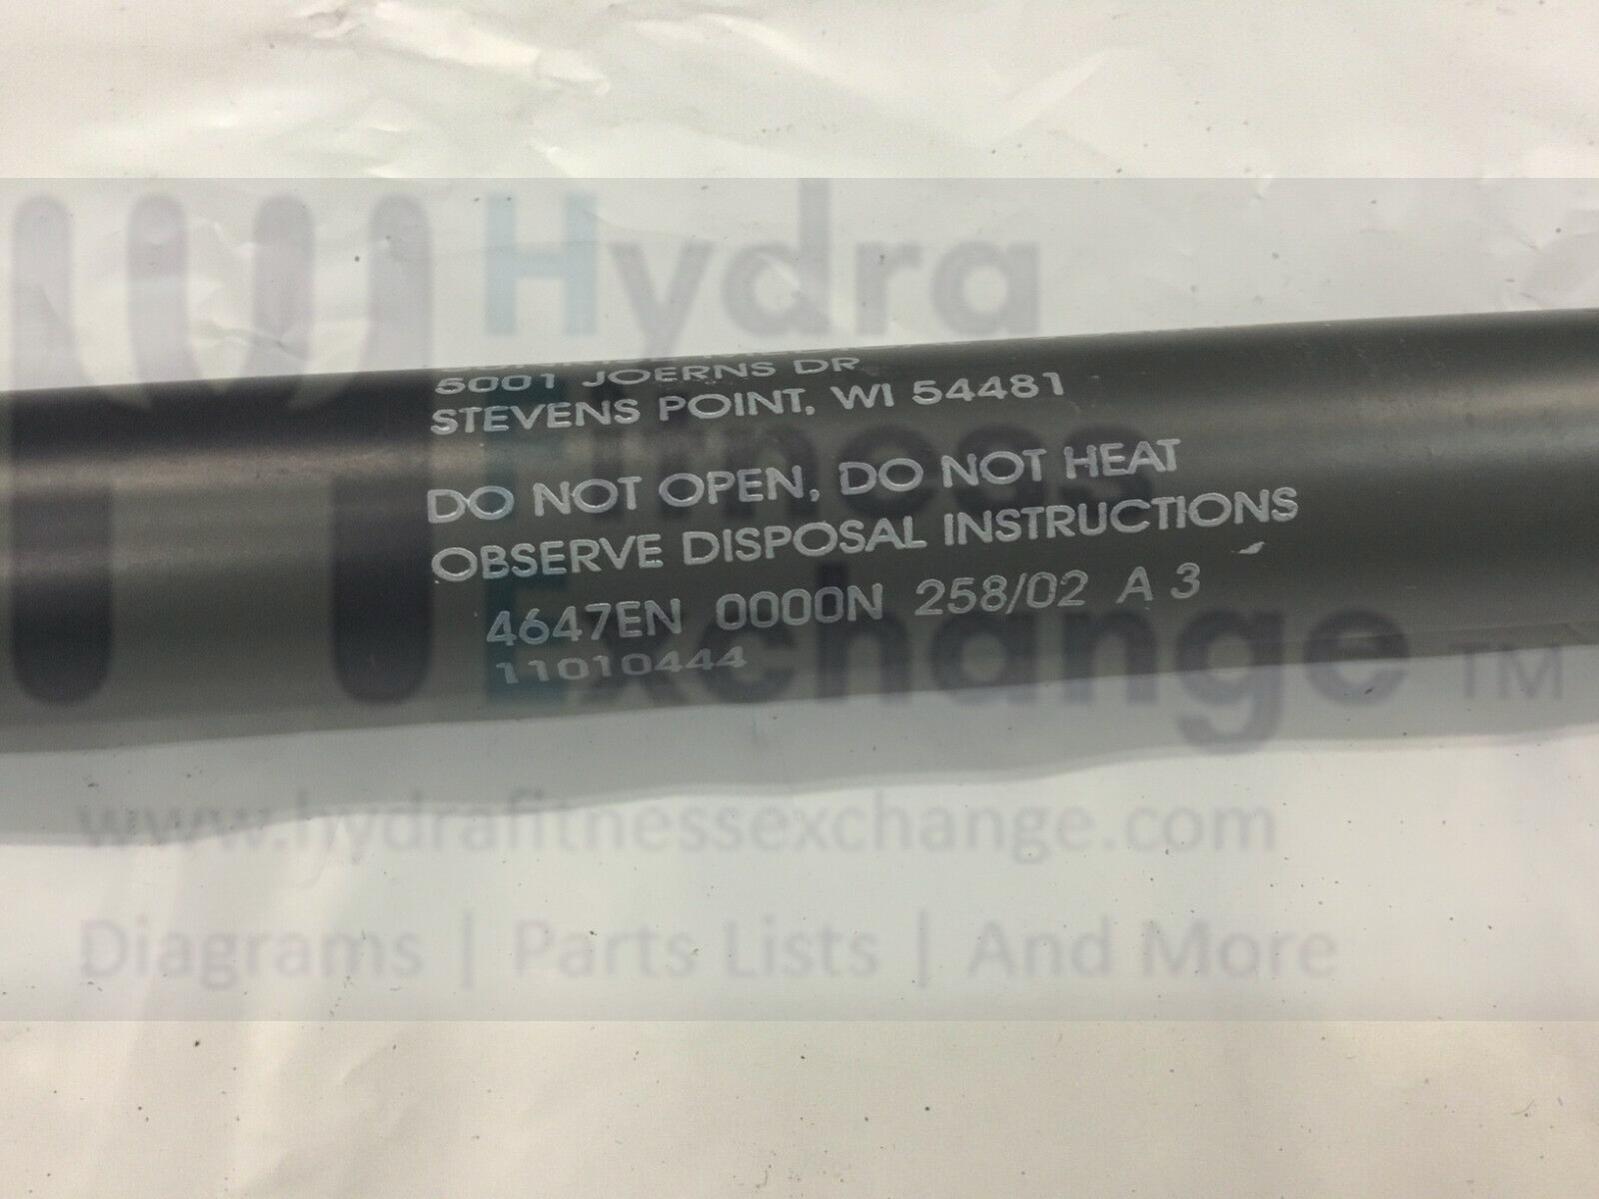 Hydra
5001 JOERNS DR
STEVENS POINT, WI 54481
Fitness
DO NOT OPEN, DO NOT HEAT
OBSERVE DISPOSAL INSTRUCTIONS
4647EN 0000N 258/02 A 3
11010444
Exchange TM
www.hydrafitnessexchange.com
Diagrams | Parts Lists | And More